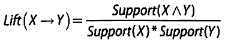 Lift(X→Y) = Support(X∧Y) / Support(X)*Support(Y)